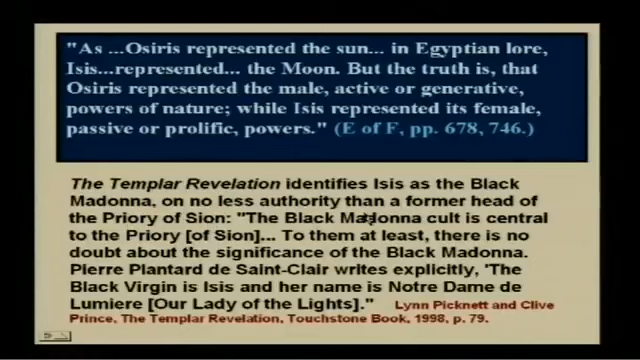 "As ...Osiris represented the sun... in Egyptian lore,
Isis...represented... the Moon. But the truth is, that
Osiris represented the male, active or generative,
powers of nature; while Isis represented its female,
passive or prolific, powers." (E of F, pp. 678, 746.)
The Templar Revelation identifies Isis as the Black
Madonna, on no less authority than a former head of
the Priory of Sion: "The Black Madonna cult is central
to the Priory [of Sion]... To them at least, there is no
doubt about the significance of the Black Madonna.
Pierre Plantard de Saint-Clair writes explicitly, 'The
Black Virgin is Isis and her name is Notre Dame de
Lumiere [Our Lady of the Lights]." Lynn Picknett and Clive
Prince, The Templar Revelation, Touchstone Book, 1998, p. 79.